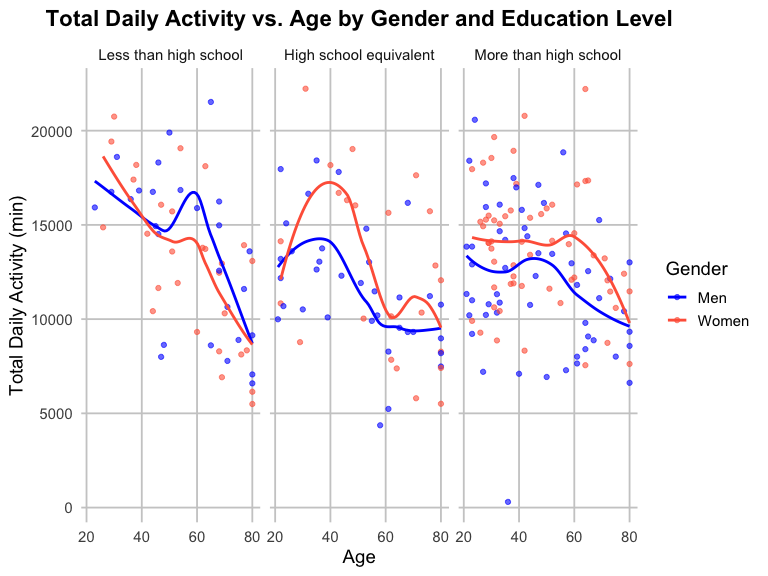 Total Daily Activity vs. Age by Gender and Education Level
Less than high school
High school equivalent
More than high school
Total Daily Activity (min)
20000
15000
10000
5000
0
20 40 60 80
20 40 60 80
20 40 60 80
Age
Gender
Men
Women